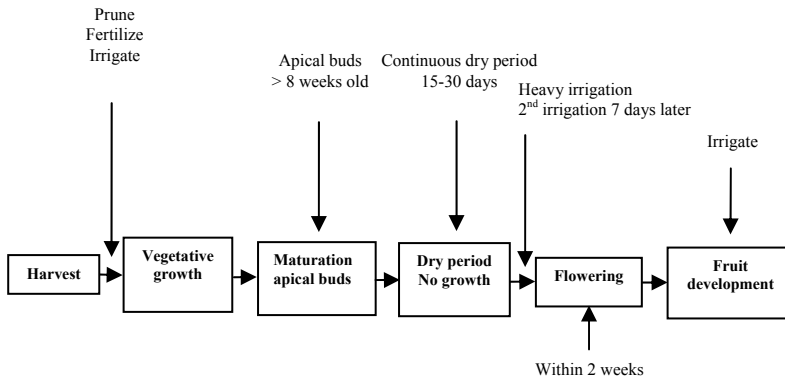 Prune
Fertilize
Irrigate
Apical buds
> 8 weeks old
Continuous dry period
15-30 days
Heavy irrigation
2nd irrigation 7 days later
Irrigate
Harvest
Vegetative
growth
Maturation
apical buds
Dry period
No growth
Flowering
Fruit
development
Within 2 weeks